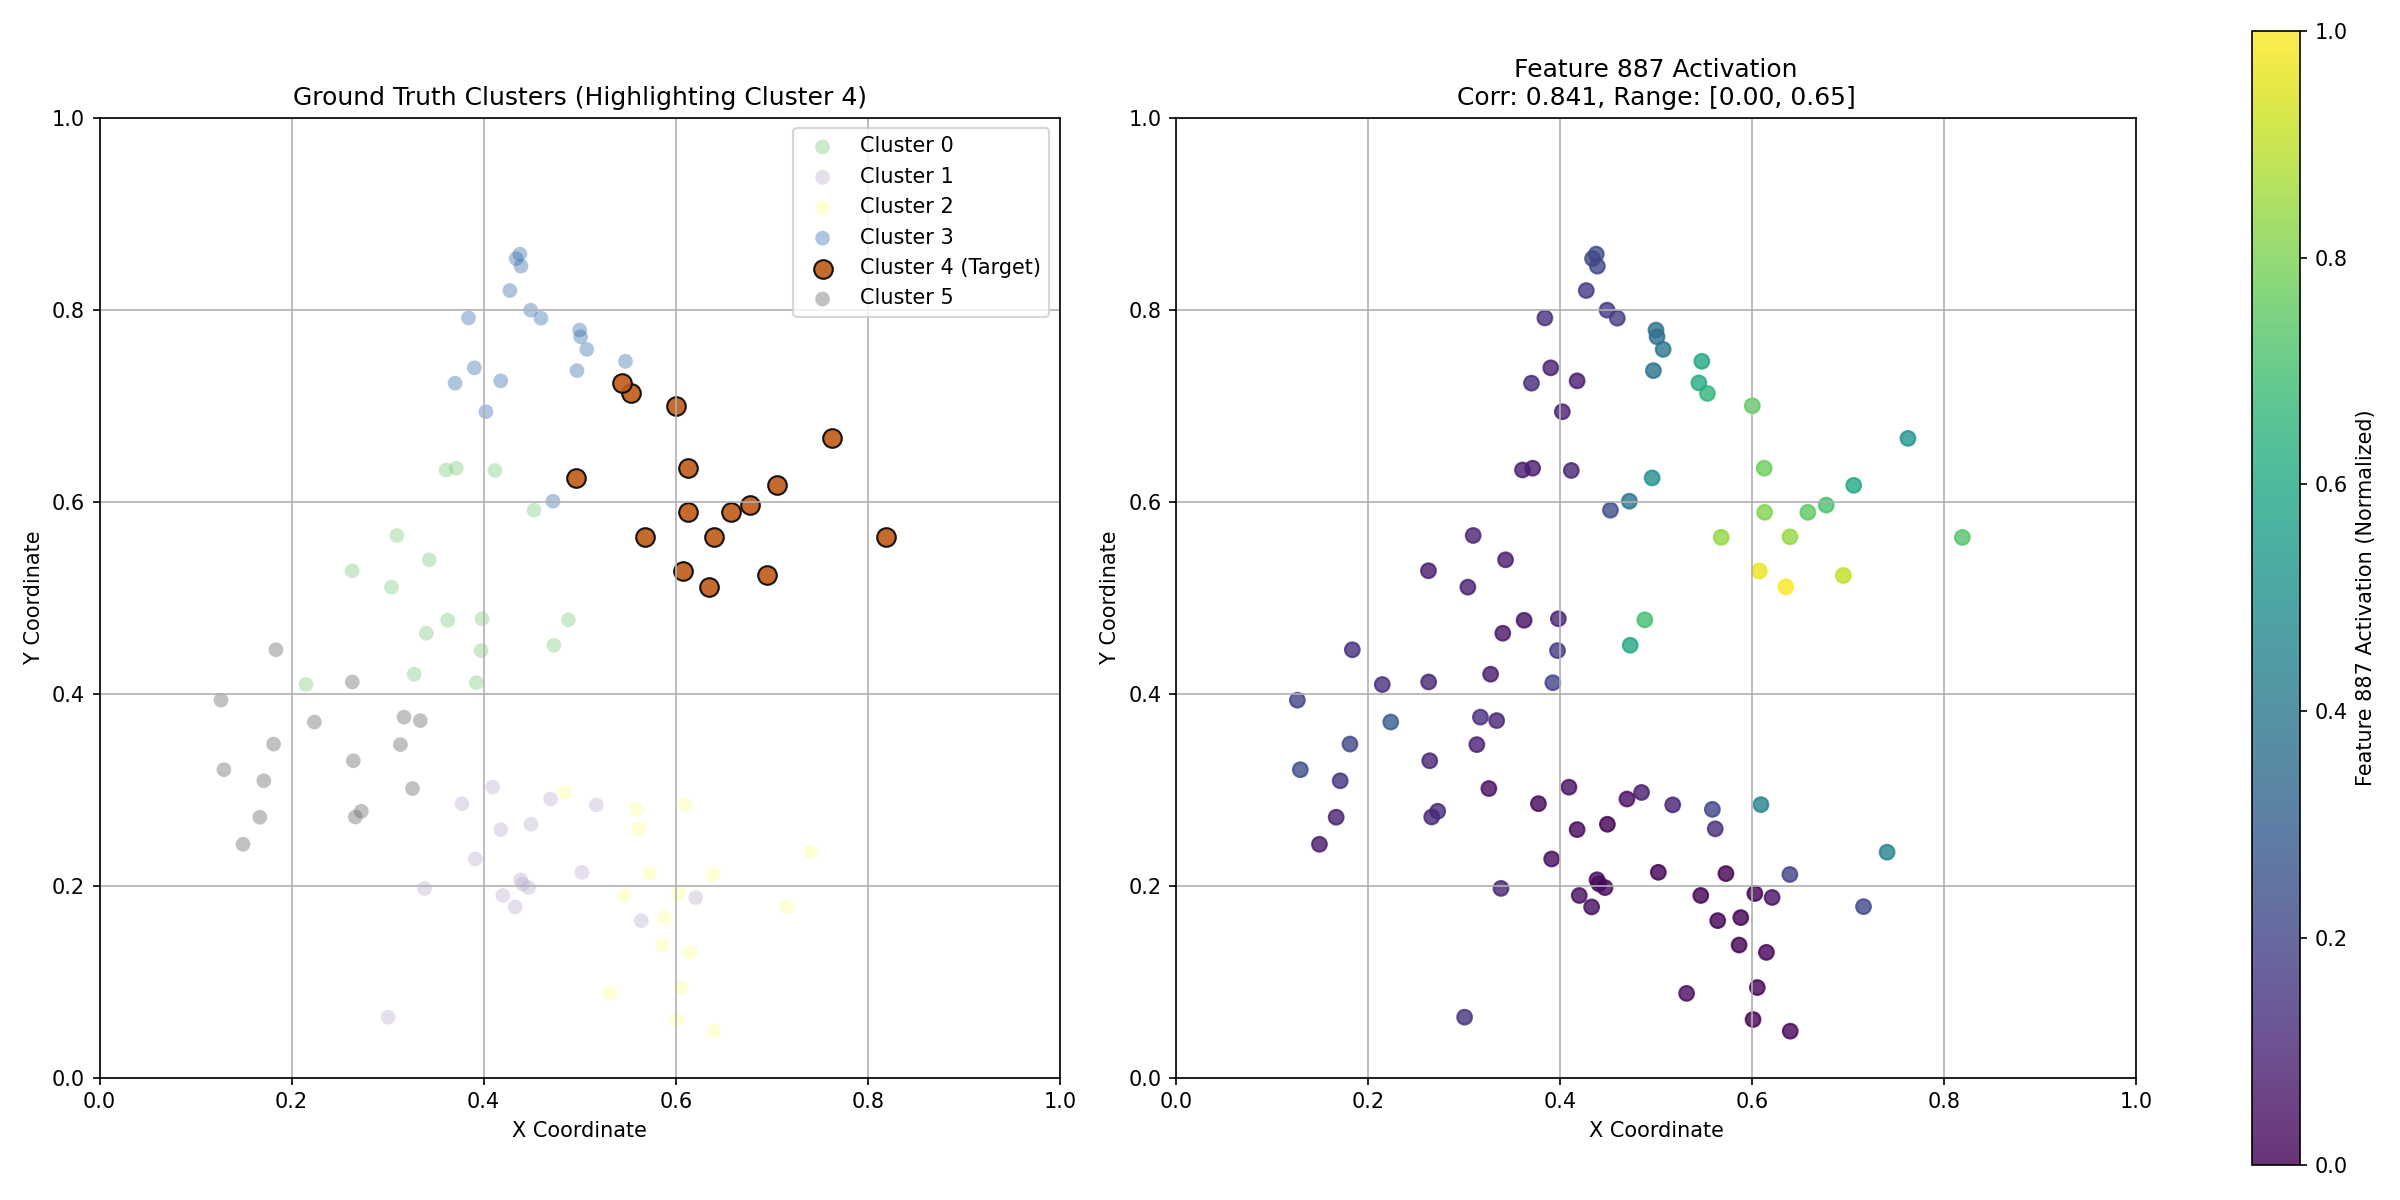 Ground Truth Clusters (Highlighting Cluster 4)
1.0
0.8
0.6
0.4
0.2
0.0
Y Coordinate
0.0 0.2 0.4 0.6 0.8 1.0
X Coordinate
Cluster 0
Cluster 1
Cluster 2
Cluster 3
Cluster 4 (Target)
Cluster 5
Feature 887 Activation
Corr: 0.841, Range: [0.00, 0.65]
1.0
0.8
0.6
0.4
0.2
0.0
Y Coordinate
0.0 0.2 0.4 0.6 0.8 1.0
X Coordinate
1.0
0.8
0.6
0.4
0.2
0.0
Feature 887 Activation (Normalized)